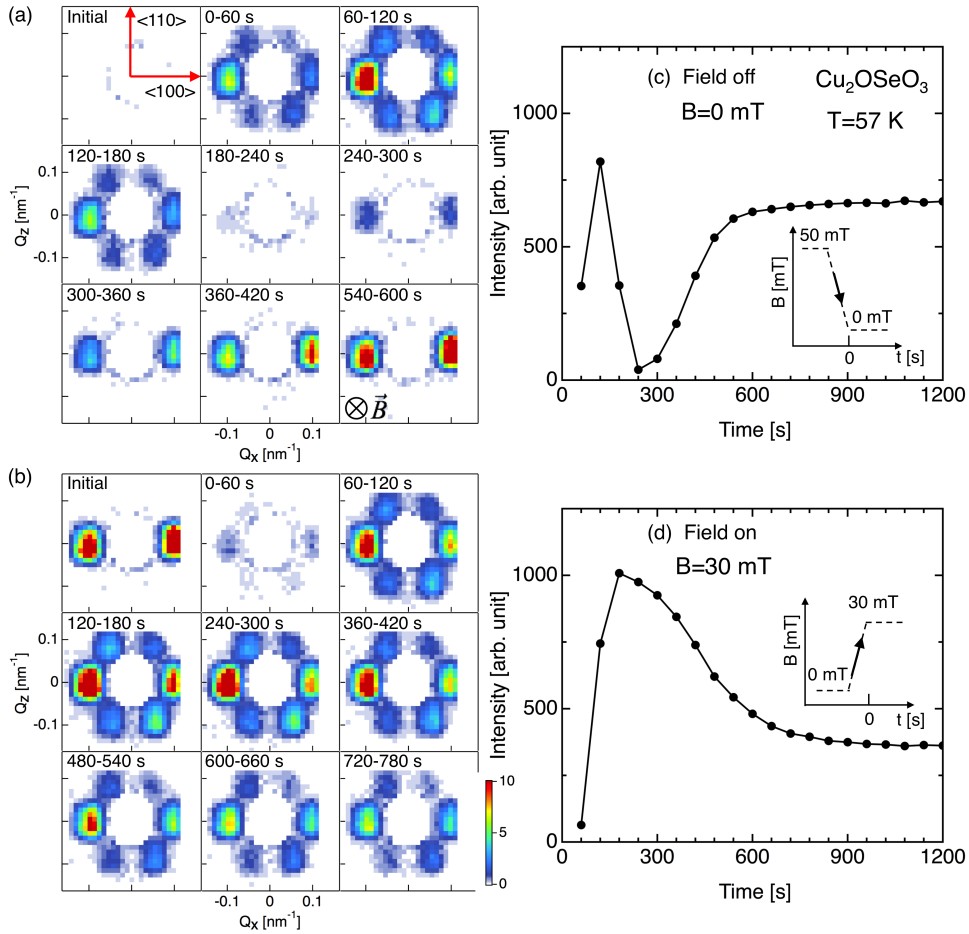 (a)
Initial
<110>
<100>
0-60 s
60-120 s
120-180 s
180-240 s
240-300 s
300-360 s
360-420 s
540-600 s
⊗ B⃗
0.1
0
-0.1
Qz [nm⁻¹]
-0.1 0 0.1
Qx [nm⁻¹]
(b)
Initial
0-60 s
60-120 s
120-180 s
240-300 s
360-420 s
480-540 s
600-660 s
720-780 s
0.1
0
-0.1
Qz [nm⁻¹]
-0.1 0 0.1
Qx [nm⁻¹]
10
5
0
(c) Field off
B=0 mT
Cu₂OSeO₃
T=57 K
1000
500
0
Intensity [arb. unit]
50 mT
0 mT
B [mT]
0
t [s]
0 300 600 900 1200
Time [s]
(d) Field on
B=30 mT
1000
500
0
Intensity [arb. unit]
30 mT
0 mT
B [mT]
0
t [s]
0 300 600 900 1200
Time [s]